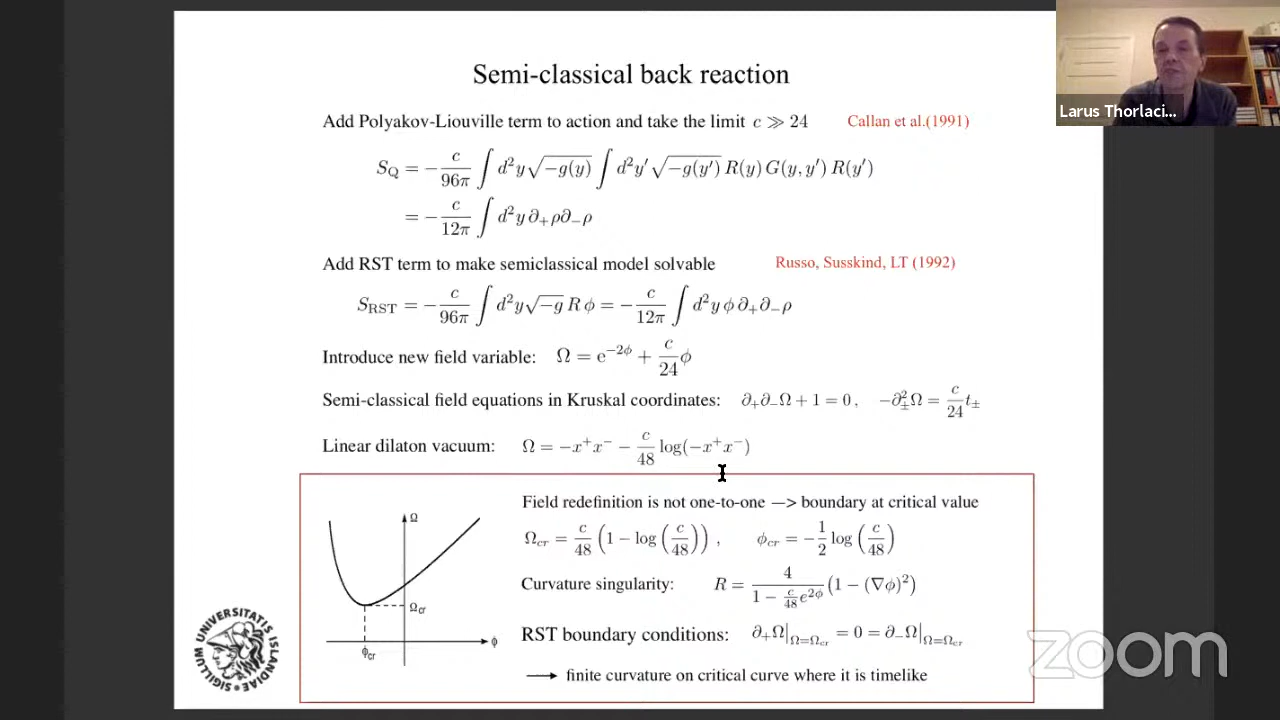 Semi-classical back reaction
Add Polyakov-Liouville term to action and take the limit c ≫ 24 Callan et al.(1991)
S_Q = − c/96π ∫ d²y √−g(y) ∫ d²y′ √−g(y′) R(y) G(y, y′) R(y′)
= − c/12π ∫ d²y ∂₊ρ∂₋ρ
Add RST term to make semiclassical model solvable Russo, Susskind, LT (1992)
S_RST = − c/96π ∫ d²y √−g R ϕ = − c/12π ∫ d²y ϕ ∂₊∂₋ρ
Introduce new field variable: Ω = e^{−2ϕ} + c/24 ϕ
Semi-classical field equations in Kruskal coordinates: ∂₊∂₋Ω + 1 = 0 , −∂²±Ω = c/24 t±
Linear dilaton vacuum: Ω = −x⁺x⁻ − c/48 log(−x⁺x⁻)
Field redefinition is not one-to-one —> boundary at critical value
Ω_cr = c/48 (1 − log(c/48)) , ϕ_cr = −1/2 log(c/48)
Curvature singularity: R = 4/(1 − c/48 e^{2ϕ}) (1 − (∇ϕ)²)
RST boundary conditions: ∂₊Ω|_{Ω=Ω_cr} = 0 = ∂₋Ω|_{Ω=Ω_cr}
⟶ finite curvature on critical curve where it is timelike
Ω
Ω_cr
ϕ_cr
ϕ
SIGILLUM UNIVERSITATIS ISLANDIAE
Larus Thorlaci...
zoom